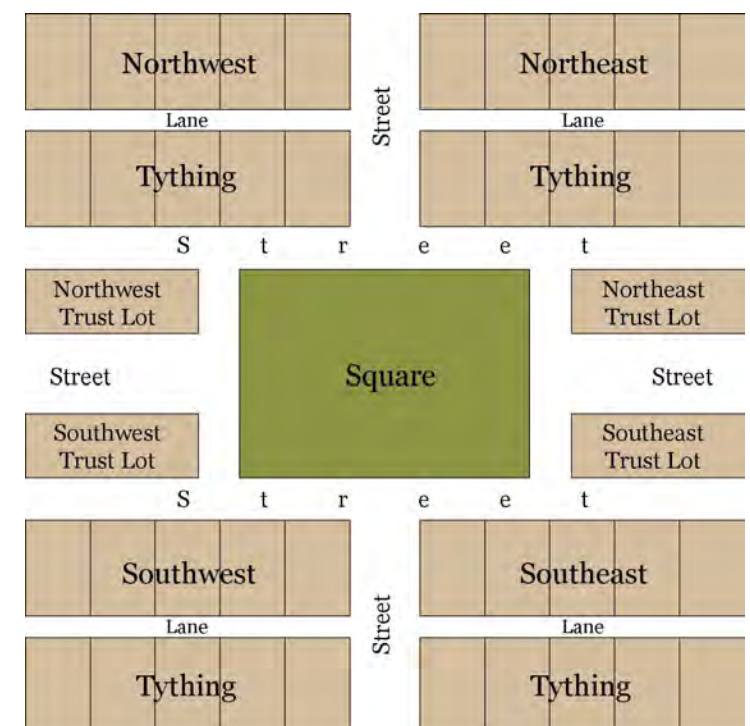 Northwest
Northeast
Lane
Street
Lane
Tything
Tything
S t r e e t
Northwest
Trust Lot
Northeast
Trust Lot
Street
Square
Street
Southwest
Trust Lot
Southeast
Trust Lot
S t r e e t
Southwest
Southeast
Lane
Street
Lane
Tything
Tything